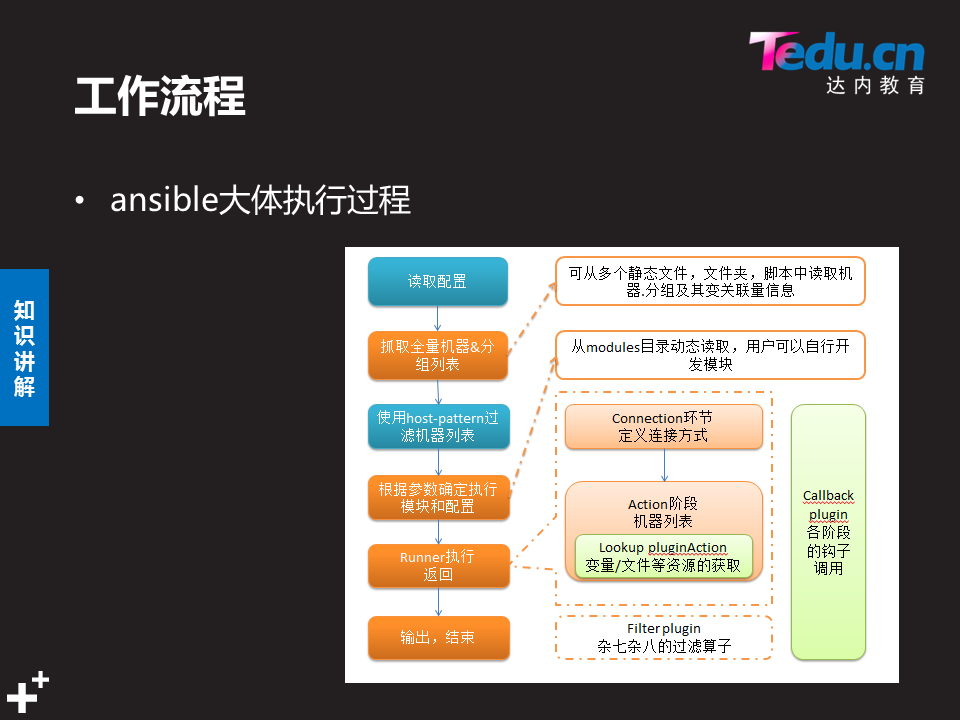 Tedu.cn
达内教育
工作流程
• ansible大体执行过程
知
识
讲
解
读取配置
可从多个静态文件，文件夹，脚本中读取机
器.分组及其变关联量信息
抓取全量机器&分
组列表
从modules目录动态读取，用户可以自行开
发模块
使用host-pattern过
滤机器列表
Connection环节
定义连接方式
根据参数确定执行
模块和配置
Action阶段
机器列表
Lookup pluginAction
变量/文件等资源的获取
Callback
plugin
各阶段
的钩子
调用
Runner执行
返回
输出，结束
Filter plugin
杂七杂八的过滤算子